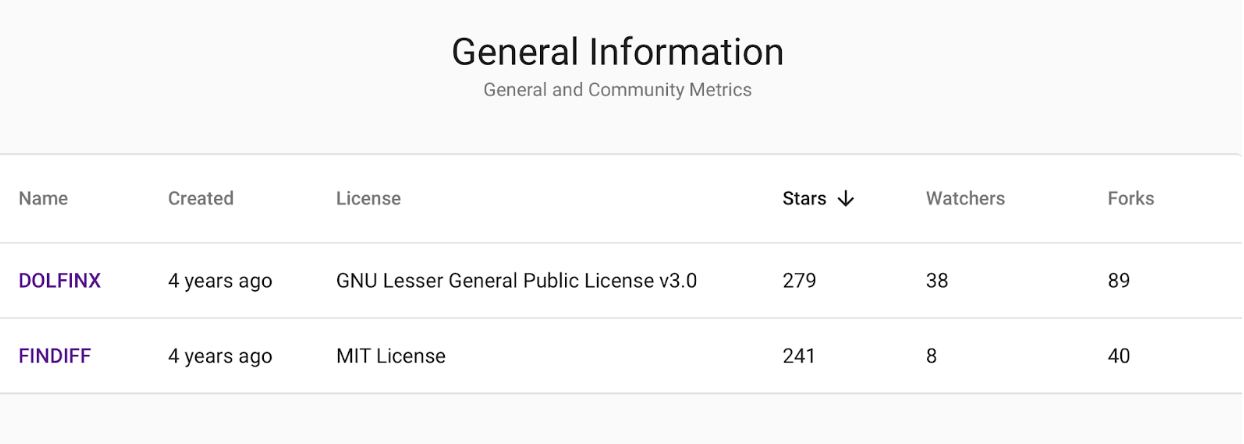 General Information
General and Community Metrics
Name Created License Stars ↓ Watchers Forks
DOLFINX 4 years ago GNU Lesser General Public License v3.0 279 38 89
FINDIFF 4 years ago MIT License 241 8 40